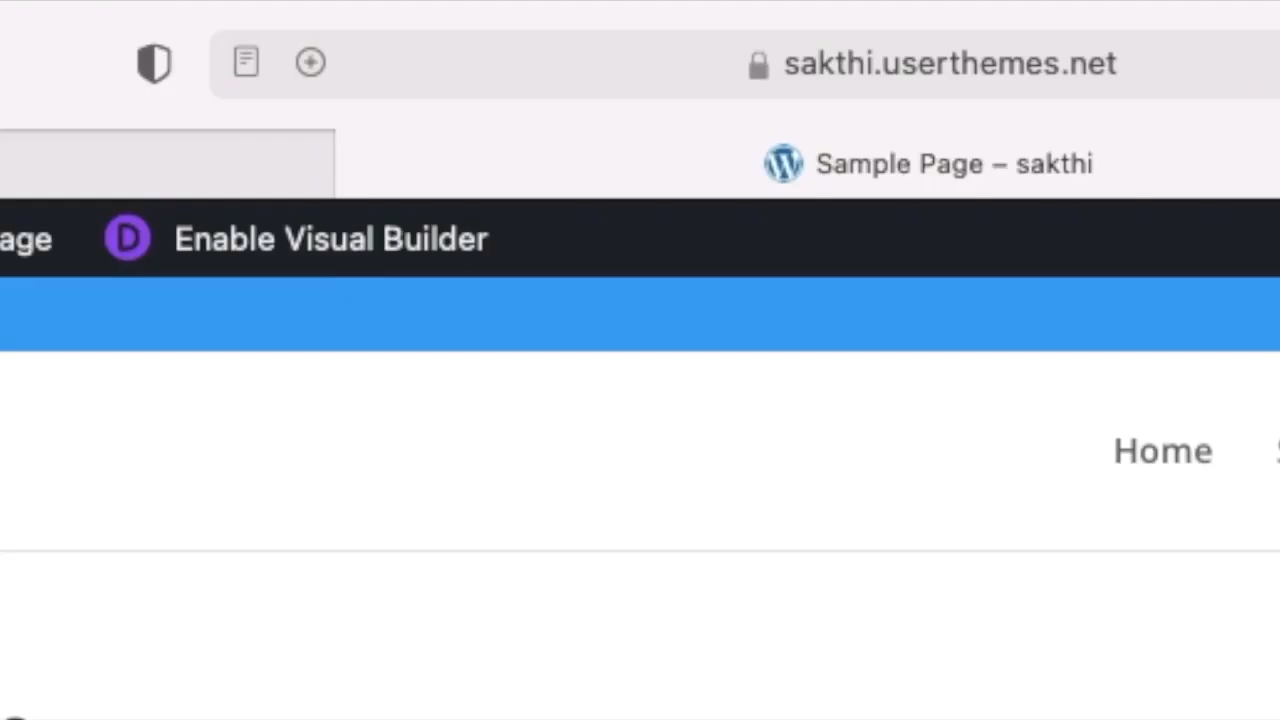 sakthi.userthemes.net
Sample Page – sakthi
age D Enable Visual Builder
Home